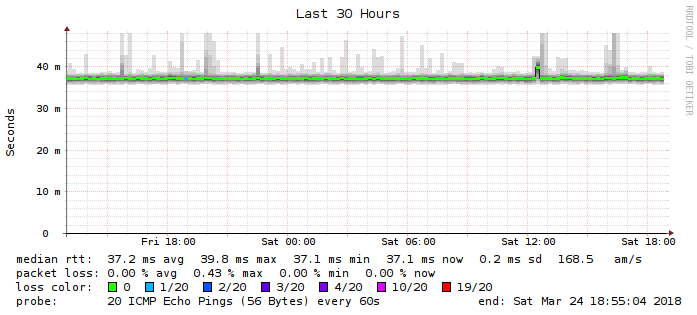 Last 30 Hours
RRDTOOL / TOBI OETIKER
Seconds
40 m
30 m
20 m
10 m
0
Fri 18:00 Sat 00:00 Sat 06:00 Sat 12:00 Sat 18:00
median rtt: 37.2 ms avg 39.8 ms max 37.1 ms min 37.1 ms now 0.2 ms sd 168.5 am/s
packet loss: 0.00 % avg 0.43 % max 0.00 % min 0.00 % now
loss color: 0 1/20 2/20 3/20 4/20 10/20 19/20
probe: 20 ICMP Echo Pings (56 Bytes) every 60s end: Sat Mar 24 18:55:04 2018